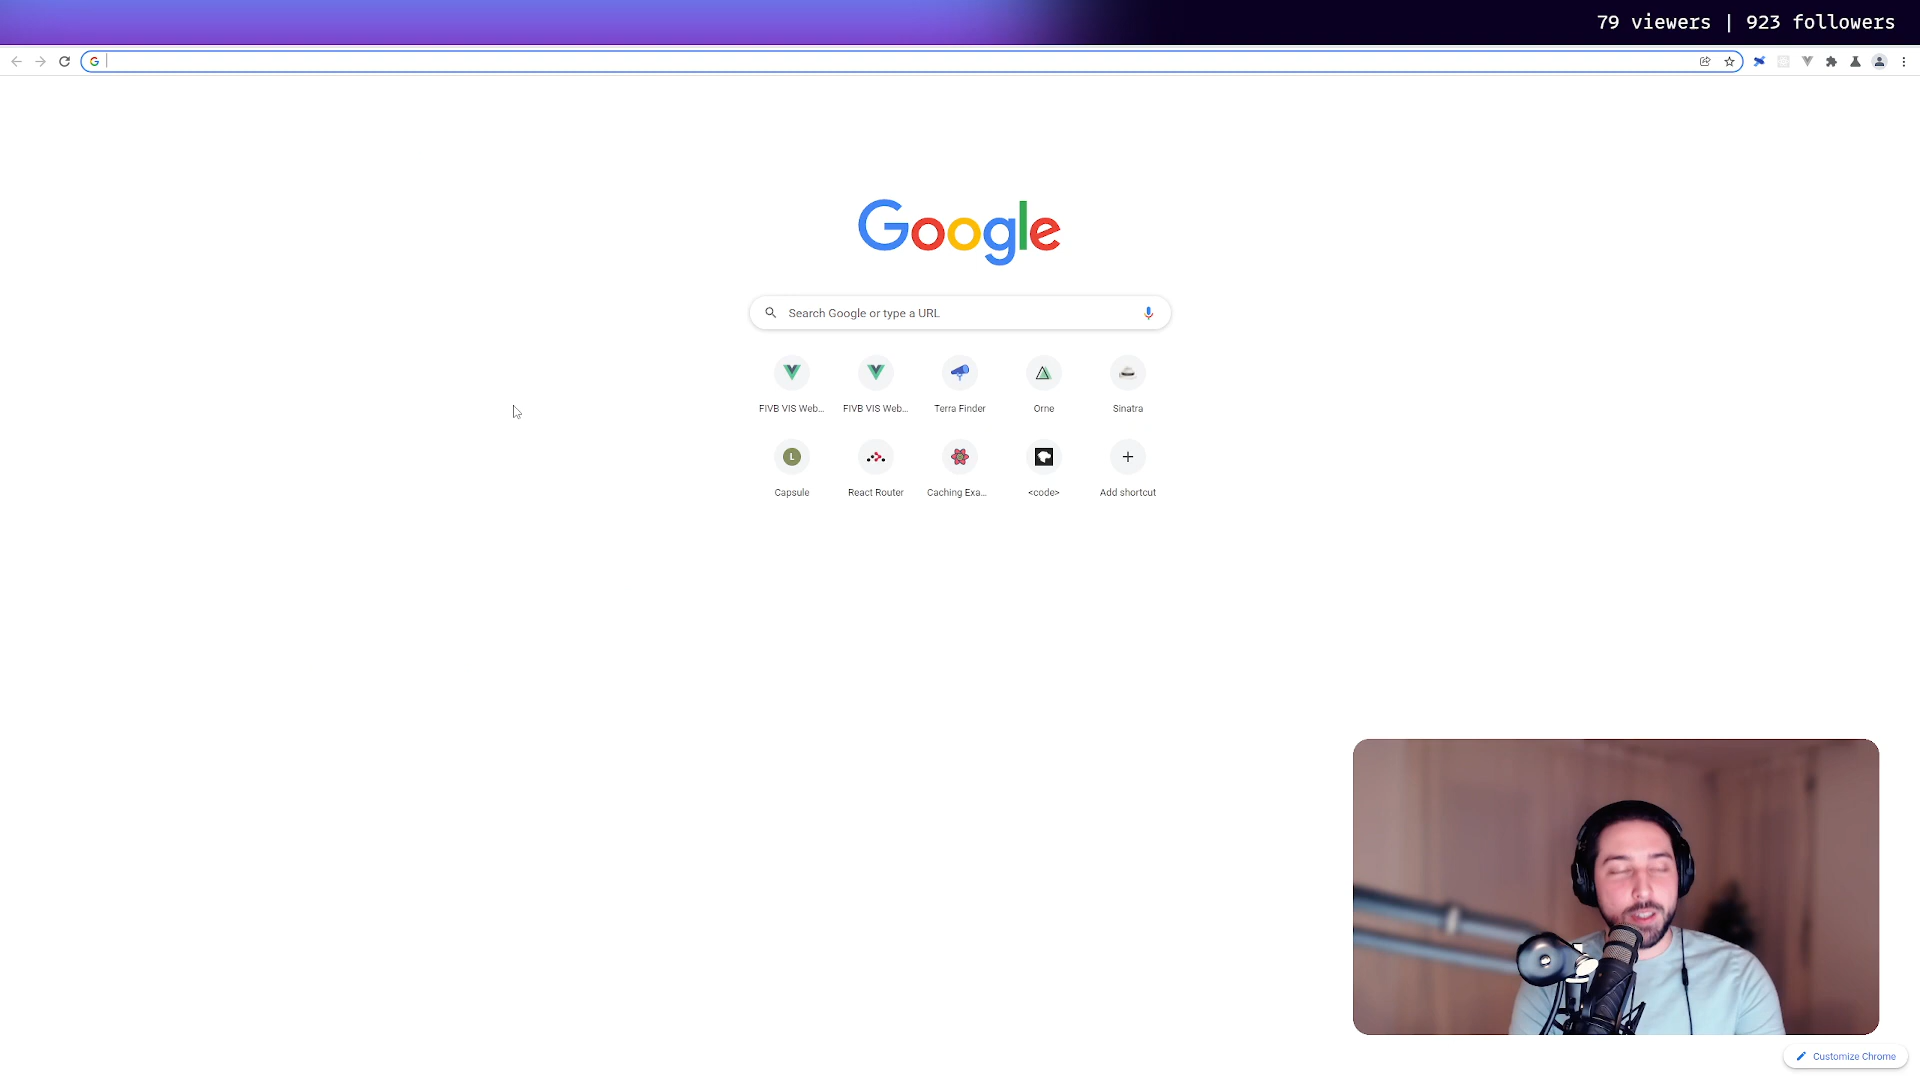 79 viewers | 923 followers
Google
Search Google or type a URL
FIVB VIS Web...
FIVB VIS Web...
Terra Finder
Orne
Sinatra
L
Capsule
React Router
Caching Exa...
<code>
Add shortcut
Customize Chrome